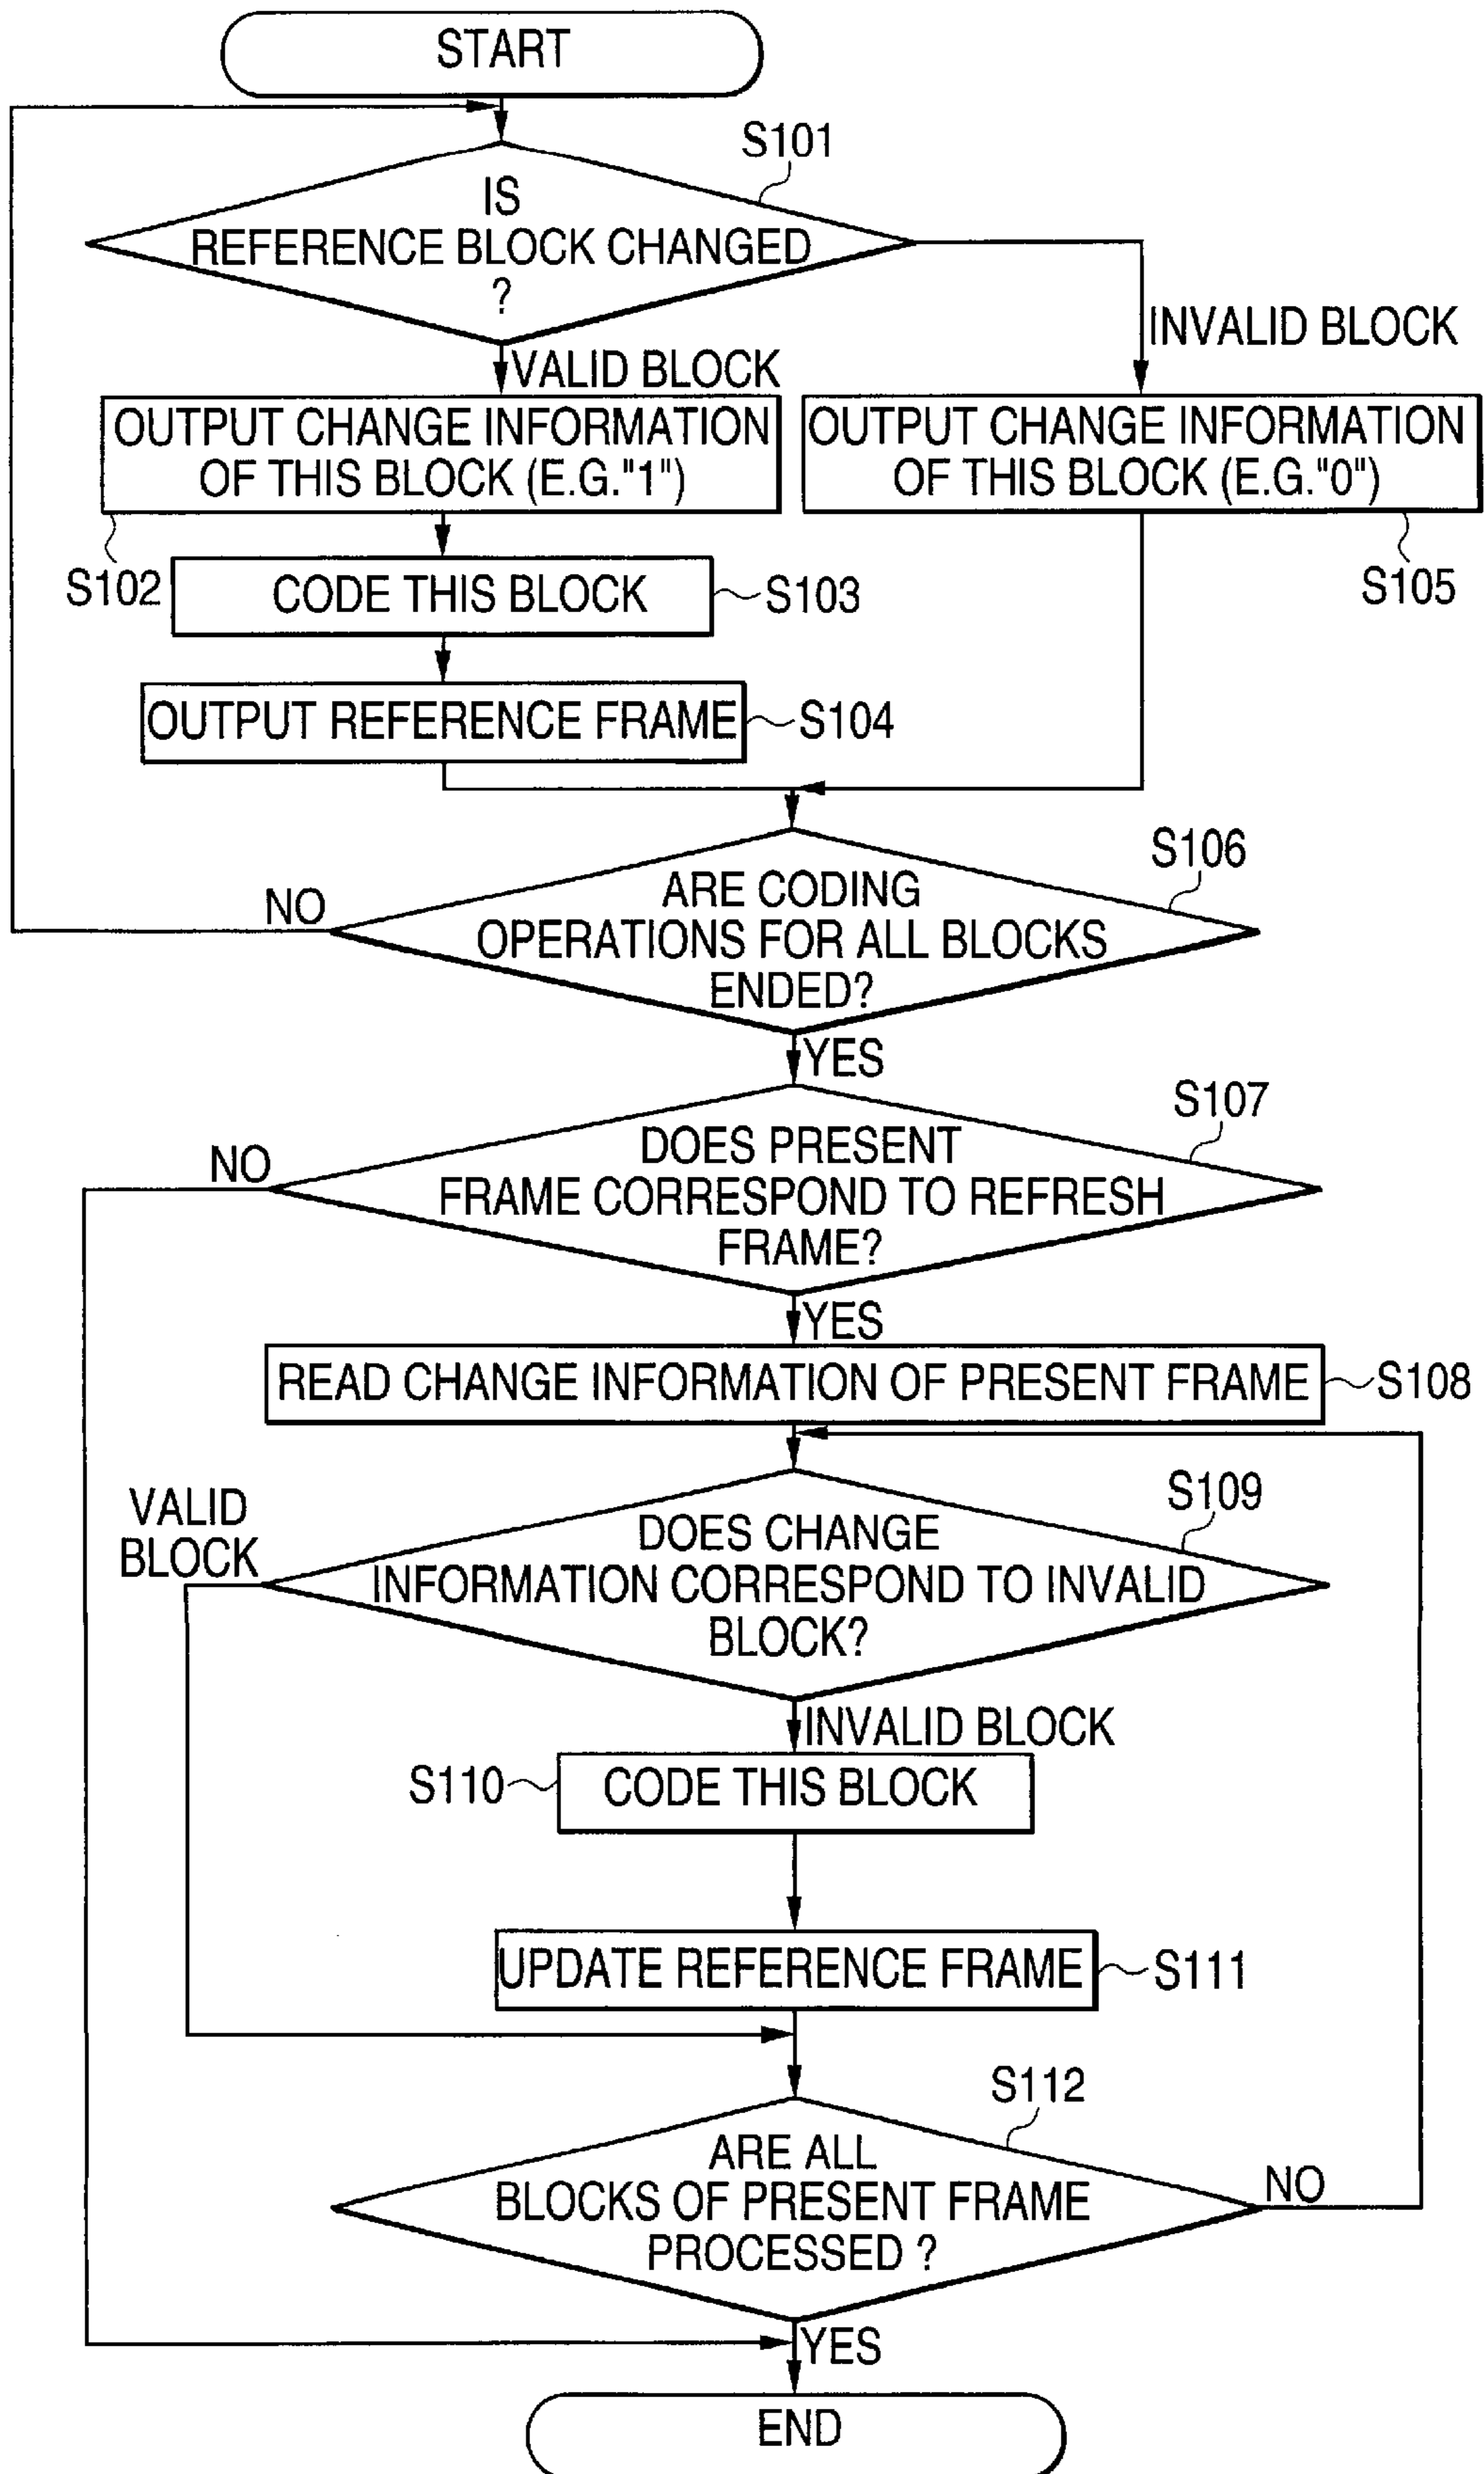 START
S101
IS
REFERENCE BLOCK CHANGED
?
INVALID BLOCK
VALID BLOCK
OUTPUT CHANGE INFORMATION
OF THIS BLOCK (E.G."1")
OUTPUT CHANGE INFORMATION
OF THIS BLOCK (E.G."0")
S102
CODE THIS BLOCK
S103
S105
OUTPUT REFERENCE FRAME
S104
S106
NO
ARE CODING
OPERATIONS FOR ALL BLOCKS
ENDED?
YES
S107
NO
DOES PRESENT
FRAME CORRESPOND TO REFRESH
FRAME?
YES
READ CHANGE INFORMATION OF PRESENT FRAME
S108
S109
VALID
BLOCK
DOES CHANGE
INFORMATION CORRESPOND TO INVALID
BLOCK?
INVALID BLOCK
S110
CODE THIS BLOCK
UPDATE REFERENCE FRAME
S111
S112
ARE ALL
BLOCKS OF PRESENT FRAME
PROCESSED ?
NO
YES
END